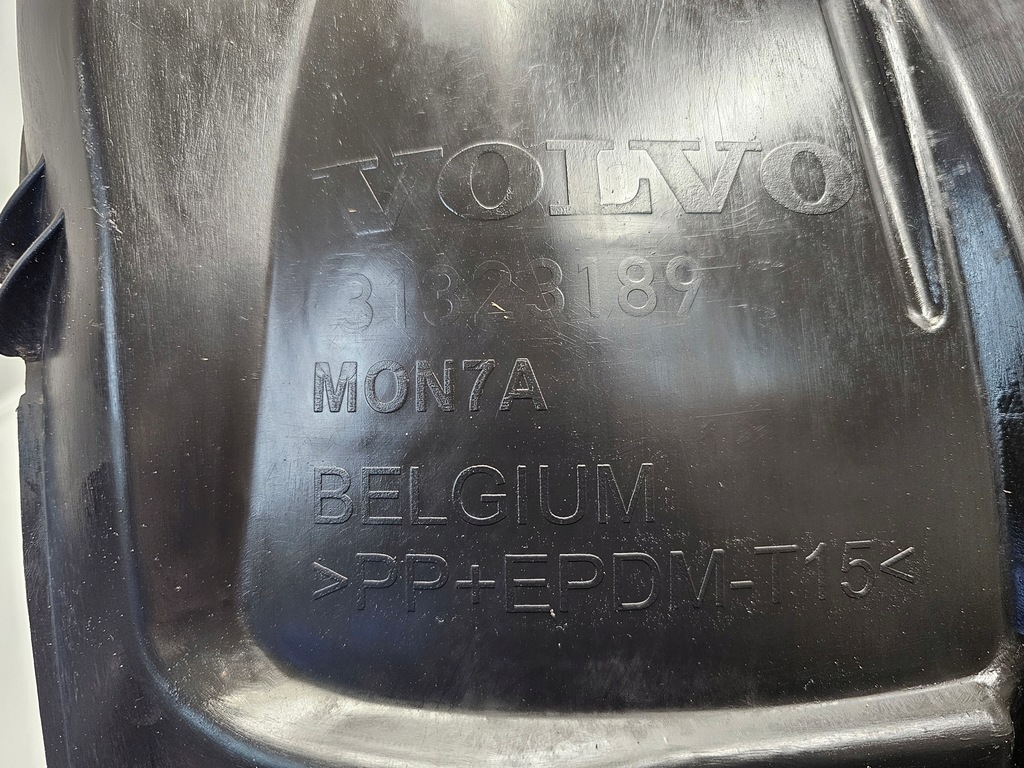 VOLVO
31323189
MON7A
BELGIUM
>PP+EPDM-T15<